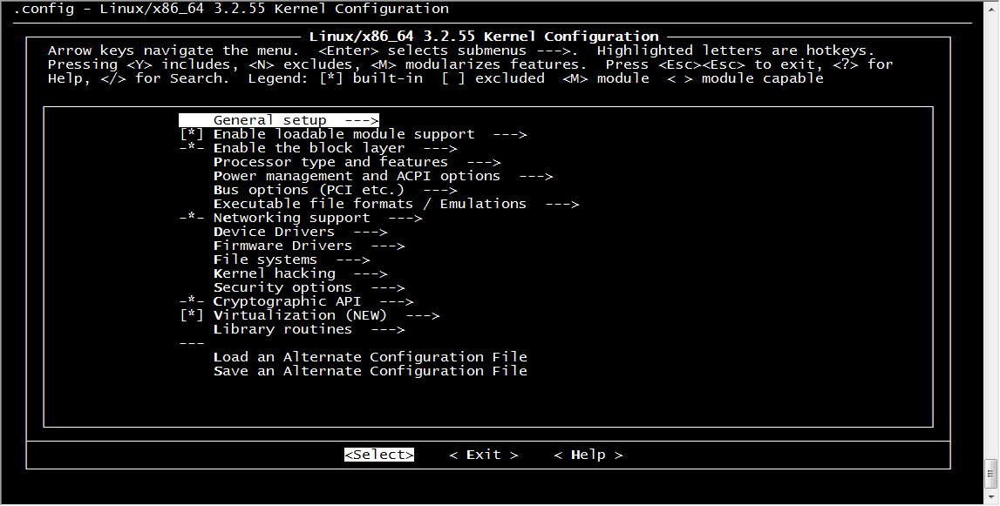 .config - Linux/x86_64 3.2.55 Kernel Configuration
Linux/x86_64 3.2.55 Kernel Configuration
Arrow keys navigate the menu.  <Enter> selects submenus --->.  Highlighted letters are hotkeys.
Pressing <Y> includes, <N> excludes, <M> modularizes features.  Press <Esc><Esc> to exit, <?> for
Help, </> for Search.  Legend: [*] built-in  [ ] excluded  <M> module  < > module capable
General setup  --->
[*] Enable loadable module support  --->
-*- Enable the block layer  --->
Processor type and features  --->
Power management and ACPI options  --->
Bus options (PCI etc.)  --->
Executable file formats / Emulations  --->
-*- Networking support  --->
Device Drivers  --->
Firmware Drivers  --->
File systems  --->
Kernel hacking  --->
Security options  --->
-*- Cryptographic API  --->
[*] Virtualization (NEW)  --->
Library routines  --->
---
Load an Alternate Configuration File
Save an Alternate Configuration File
<Select>    < Exit >    < Help >